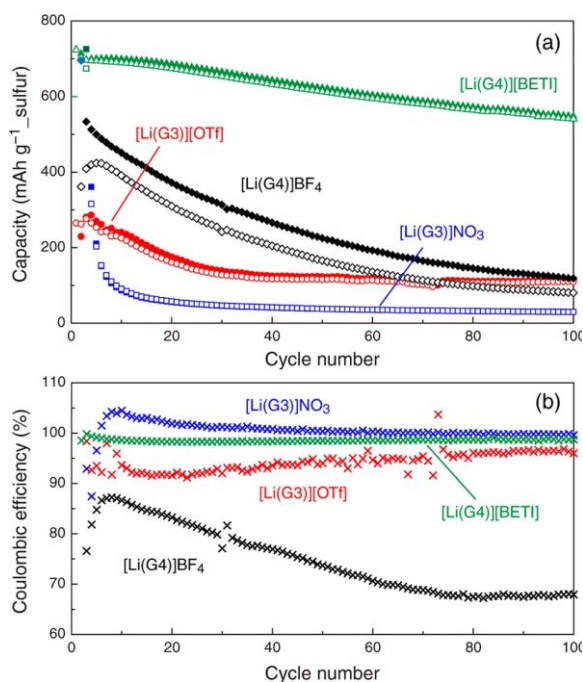 (a)
800
600
400
200
0
Capacity (mAh g⁻¹_sulfur)
[Li(G4)][BETI]
[Li(G3)][OTf]
[Li(G4)]BF₄
[Li(G3)]NO₃
0 20 40 60 80 100
Cycle number
(b)
110
100
90
80
70
60
Coulombic efficiency (%)
[Li(G3)]NO₃
[Li(G3)][OTf]
[Li(G4)][BETI]
[Li(G4)]BF₄
0 20 40 60 80 100
Cycle number